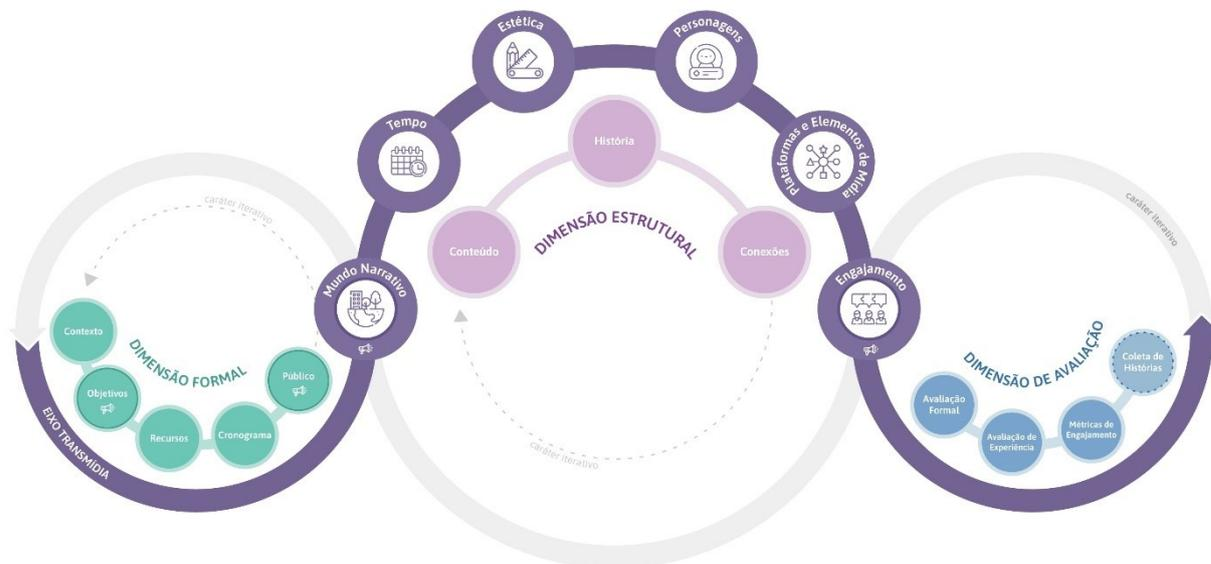 Estética
Personagens
Tempo
Plataformas e Elementos de Mídia
História
caráter iterativo
caráter iterativo
Conteúdo
DIMENSÃO ESTRUTURAL
Conexões
Mundo Narrativo
Engajamento
Contexto
DIMENSÃO FORMAL
Objetivos
Público
Recursos
Cronograma
EIXO TRANSMÍDIA
caráter iterativo
DIMENSÃO DE AVALIAÇÃO
Coleta de
Histórias
Avaliação
Formal
Métricas de
Engajamento
Avaliação de
Experiência